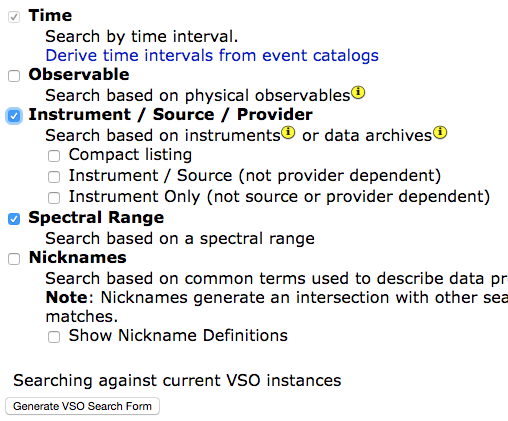 Time
Search by time interval.
Derive time intervals from event catalogs
Observable
Search based on physical observables
Instrument / Source / Provider
Search based on instruments or data archives
Compact listing
Instrument / Source (not provider dependent)
Instrument Only (not source or provider dependent)
Spectral Range
Search based on a spectral range
Nicknames
Search based on common terms used to describe data pr
Note: Nicknames generate an intersection with other sea
matches.
Show Nickname Definitions
Searching against current VSO instances
Generate VSO Search Form